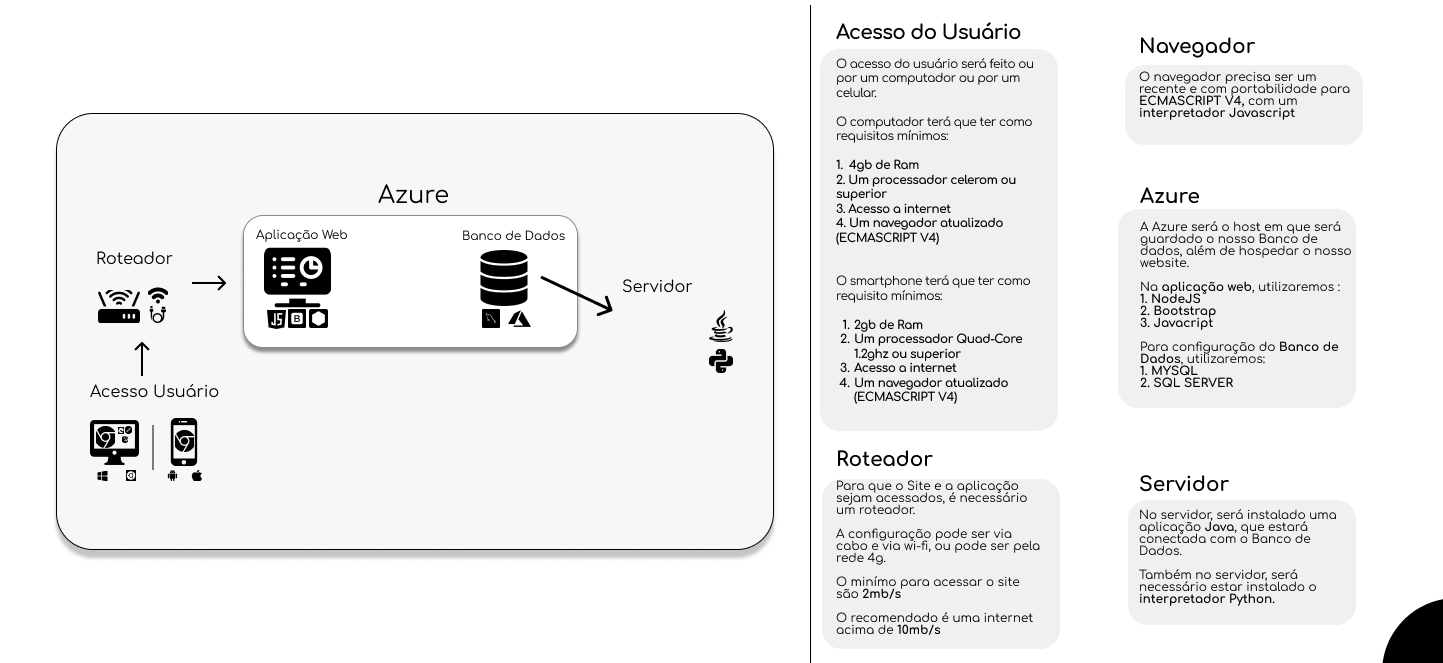 Azure
Aplicação Web
Banco de Dados
Roteador
Servidor
JS
B
Acesso Usuário
Acesso do Usuário
O acesso do usuário será feito ou
por um computador ou por um
celular.
O computador terá que ter como
requisitos mínimos:
1. 4gb de Ram
2. Um processador celerom ou
superior
3. Acesso a internet
4. Um navegador atualizado
(ECMASCRIPT V4)
O smartphone terá que ter como
requisito mínimos:
1. 2gb de Ram
2. Um processador Quad-Core
1.2ghz ou superior
3. Acesso a internet
4. Um navegador atualizado
(ECMASCRIPT V4)
Roteador
Para que o Site e a aplicação
sejam acessados, é necessário
um roteador.
A configuração pode ser via
cabo e via wi-fi, ou pode ser pela
rede 4g.
O minímo para acessar o site
são 2mb/s
O recomendado é uma internet
acima de 10mb/s
Navegador
O navegador precisa ser um
recente e com portabilidade para
ECMASCRIPT V4, com um
interpretador Javascript
Azure
A Azure será o host em que será
guardado o nosso Banco de
dados, além de hospedar o nosso
website.
Na aplicação web, utilizaremos :
1. NodeJS
2. Bootstrap
3. Javacript
Para configuração do Banco de
Dados, utilizaremos:
1. MYSQL
2. SQL SERVER
Servidor
No servidor, será instalado uma
aplicação Java, que estará
conectada com o Banco de
Dados.
Também no servidor, será
necessário estar instalado o
interpretador Python.